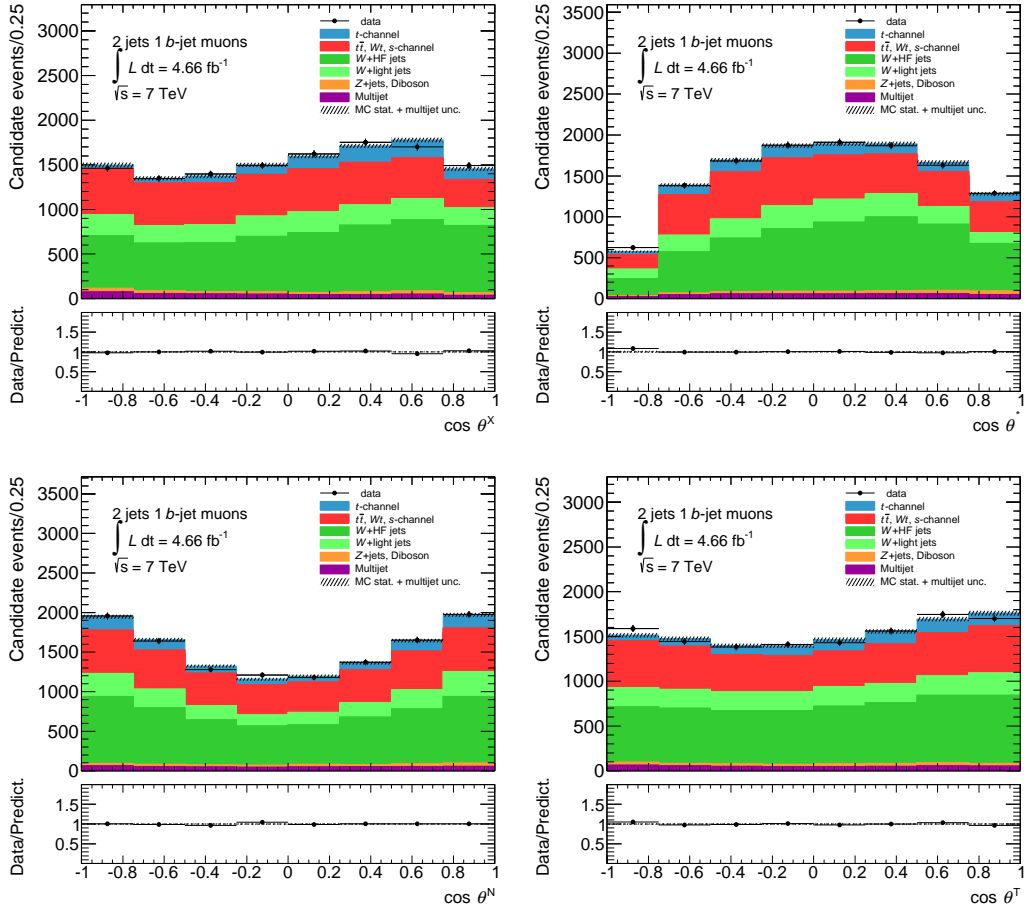 Candidate events/0.25
3000
2500
2000
1500
1000
500
0
2 jets 1 b-jet muons
∫ L dt = 4.66 fb⁻¹
√s = 7 TeV
data
t-channel
tt̄, Wt, s-channel
W+HF jets
W+light jets
Z+jets, Diboson
Multijet
MC stat. + multijet unc.
Data/Predict.
1.5
1
0.5
-1 -0.8 -0.6 -0.4 -0.2 0 0.2 0.4 0.6 0.8 1
cos θ^X
Candidate events/0.25
3500
3000
2500
2000
1500
1000
500
0
2 jets 1 b-jet muons
∫ L dt = 4.66 fb⁻¹
√s = 7 TeV
data
t-channel
tt̄, Wt, s-channel
W+HF jets
W+light jets
Z+jets, Diboson
Multijet
MC stat. + multijet unc.
Data/Predict.
1.5
1
0.5
-1 -0.8 -0.6 -0.4 -0.2 0 0.2 0.4 0.6 0.8 1
cos θ^*
Candidate events/0.25
3500
3000
2500
2000
1500
1000
500
0
2 jets 1 b-jet muons
∫ L dt = 4.66 fb⁻¹
√s = 7 TeV
data
t-channel
tt̄, Wt, s-channel
W+HF jets
W+light jets
Z+jets, Diboson
Multijet
MC stat. + multijet unc.
Data/Predict.
1.5
1
0.5
-1 -0.8 -0.6 -0.4 -0.2 0 0.2 0.4 0.6 0.8 1
cos θ^N
Candidate events/0.25
3000
2500
2000
1500
1000
500
0
2 jets 1 b-jet muons
∫ L dt = 4.66 fb⁻¹
√s = 7 TeV
data
t-channel
tt̄, Wt, s-channel
W+HF jets
W+light jets
Z+jets, Diboson
Multijet
MC stat. + multijet unc.
Data/Predict.
1.5
1
0.5
-1 -0.8 -0.6 -0.4 -0.2 0 0.2 0.4 0.6 0.8 1
cos θ^T